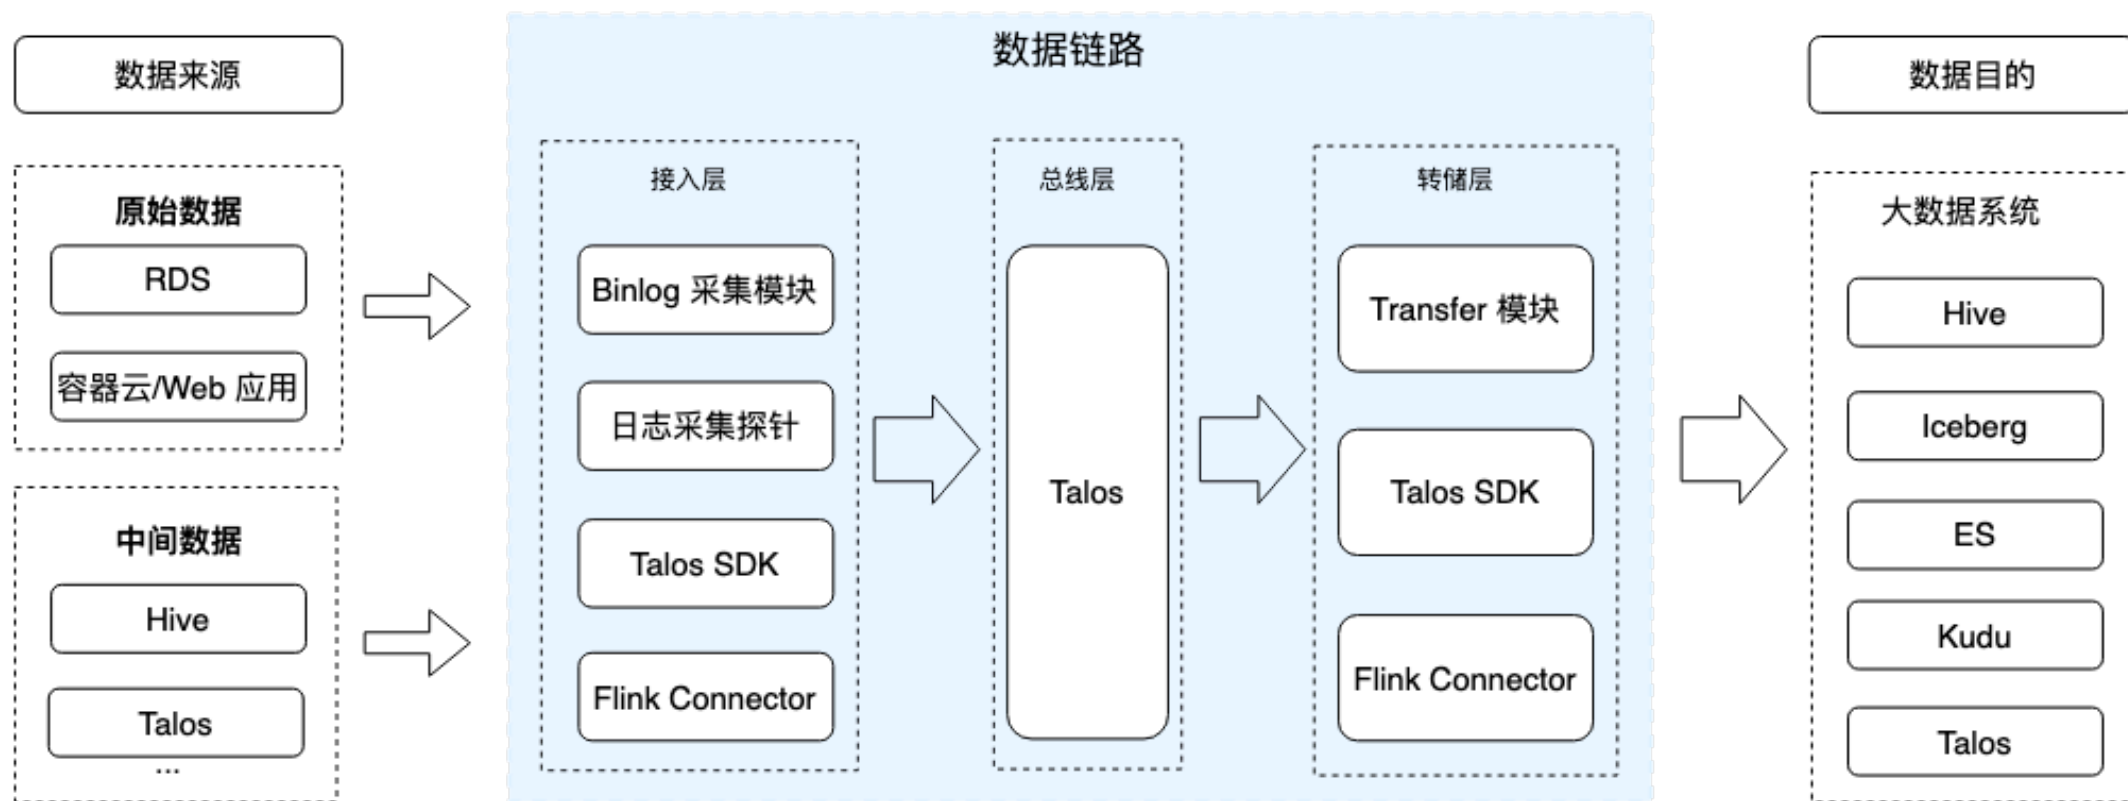 数据来源
原始数据
RDS
容器云/Web 应用
中间数据
Hive
Talos
...
数据链路
接入层
Binlog 采集模块
日志采集探针
Talos SDK
Flink Connector
总线层
Talos
转储层
Transfer 模块
Talos SDK
Flink Connector
数据目的
大数据系统
Hive
Iceberg
ES
Kudu
Talos